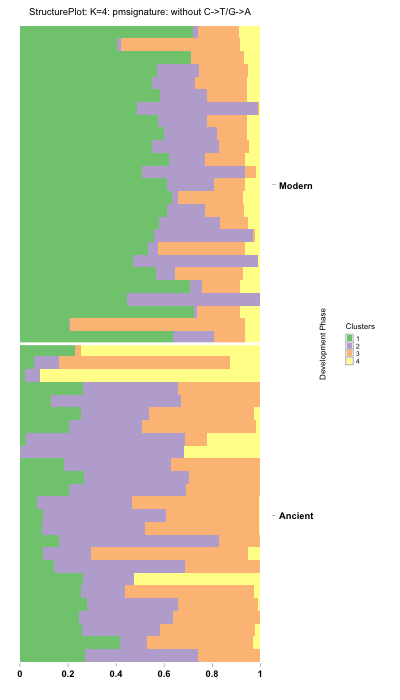 StructurePlot: K=4: pmsignature: without C->T/G->A
Modern
Development Phase
Clusters
1
2
3
4
Ancient
0 0.2 0.4 0.6 0.8 1